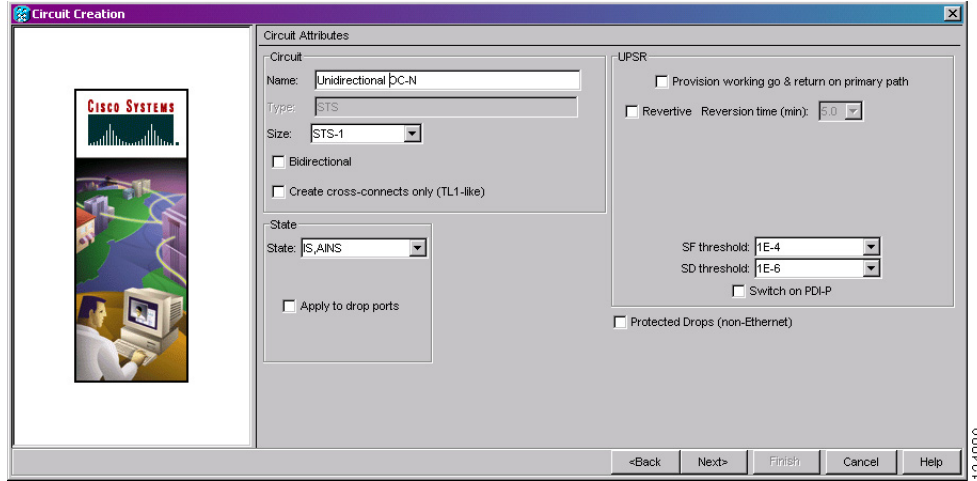 Circuit Creation
CISCO SYSTEMS
Circuit Attributes
Circuit
Name: Unidirectional OC-N
Type: STS
Size: STS-1
Bidirectional
Create cross-connects only (TL1-like)
State
State: IS,AINS
Apply to drop ports
UPSR
Provision working go & return on primary path
Revertive Reversion time (min): 5.0
SF threshold: 1E-4
SD threshold: 1E-6
Switch on PDI-P
Protected Drops (non-Ethernet)
<Back Next> Finish Cancel Help